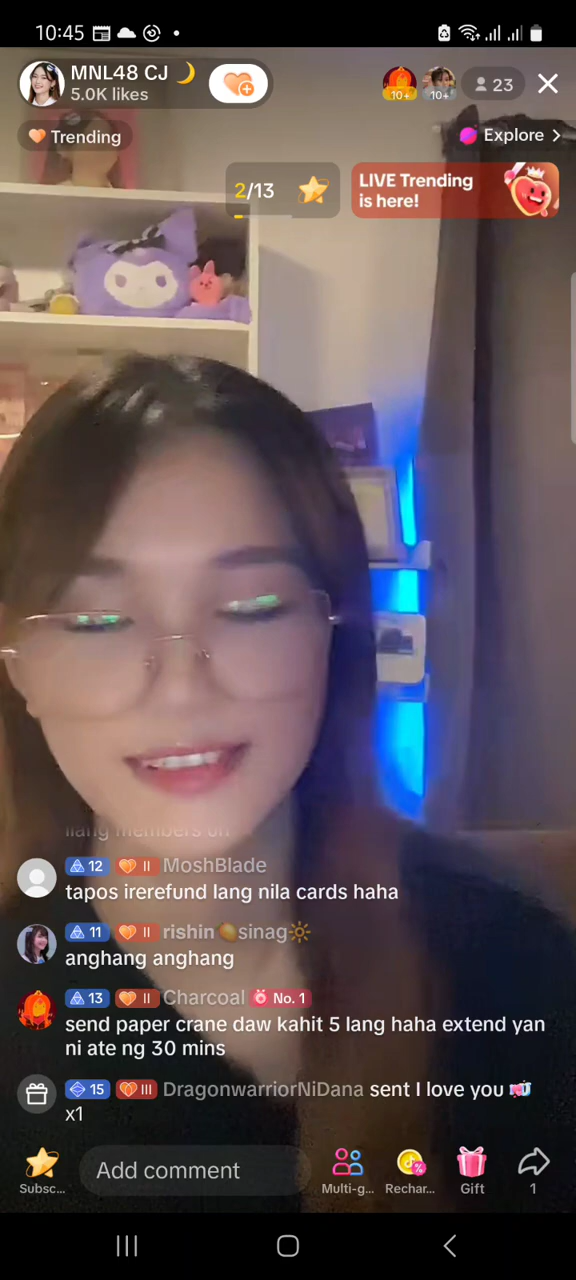 10:45
MNL48 CJ 🌙
5.0K likes
10+
10+
23
Trending
Explore >
2/13
LIVE Trending
is here!
12 II MoshBlade
tapos irerefund lang nila cards haha
11 II rishin🥭sinag🔆
anghang anghang
13 II Charcoal No. 1
send paper crane daw kahit 5 lang haha extend yan
ni ate ng 30 mins
15 III DragonwarriorNiDana sent I love you
x1
Add comment
Subsc...
Multi-g...
Rechar...
Gift
1